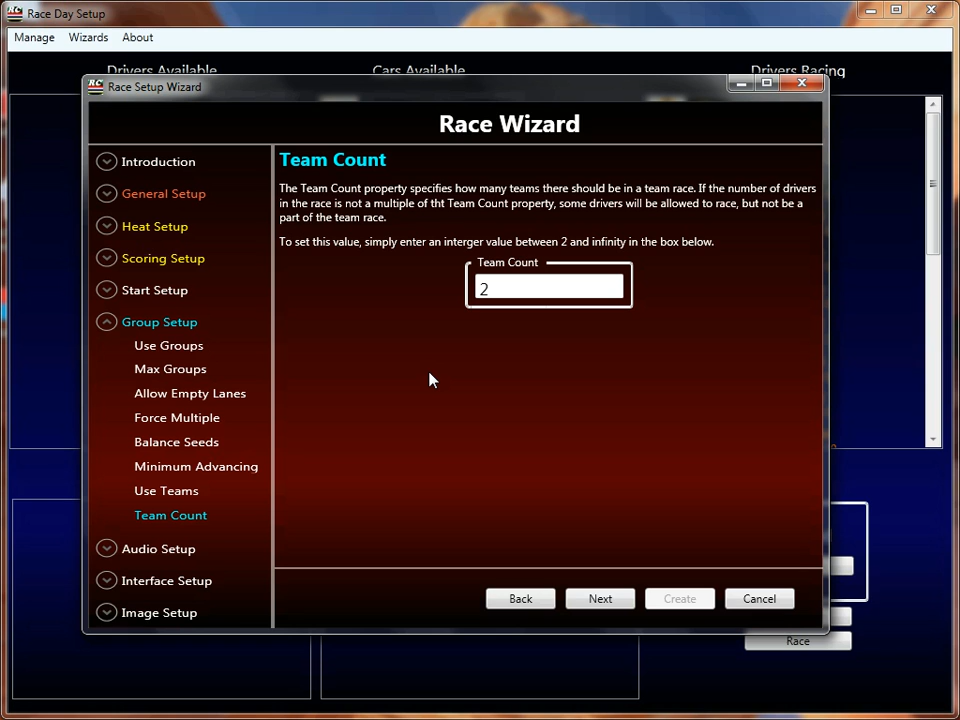 RC Race Day Setup
Manage Wizards About
Drivers Available Cars Available Drivers Racing
RC Race Setup Wizard
Race Wizard
Introduction
General Setup
Heat Setup
Scoring Setup
Start Setup
Group Setup
Use Groups
Max Groups
Allow Empty Lanes
Force Multiple
Balance Seeds
Minimum Advancing
Use Teams
Team Count
Audio Setup
Interface Setup
Image Setup
Team Count
The Team Count property specifies how many teams there should be in a team race. If the number of drivers
in the race is not a multiple of tht Team Count property, some drivers will be allowed to race, but not be a
part of the team race.
To set this value, simply enter an interger value between 2 and infinity in the box below.
Team Count
2
Back Next Create Cancel
Race